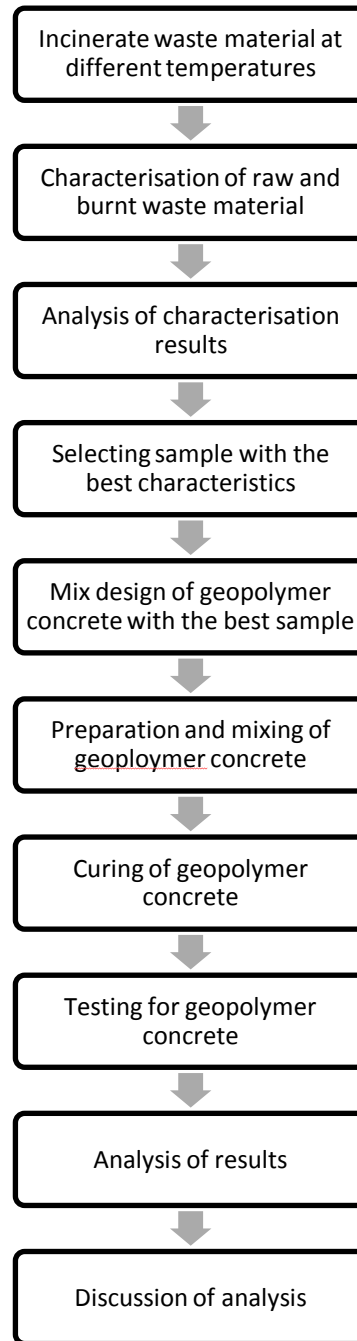 Incinerate waste material at
different temperatures
Characterisation of raw and
burnt waste material
Analysis of characterisation
results
Selecting sample with the
best characteristics
Mix design of geopolymer
concrete with the best sample
Preparation and mixing of
geoploymer concrete
Curing of geopolymer
concrete
Testing for geopolymer
concrete
Analysis of results
Discussion of analysis